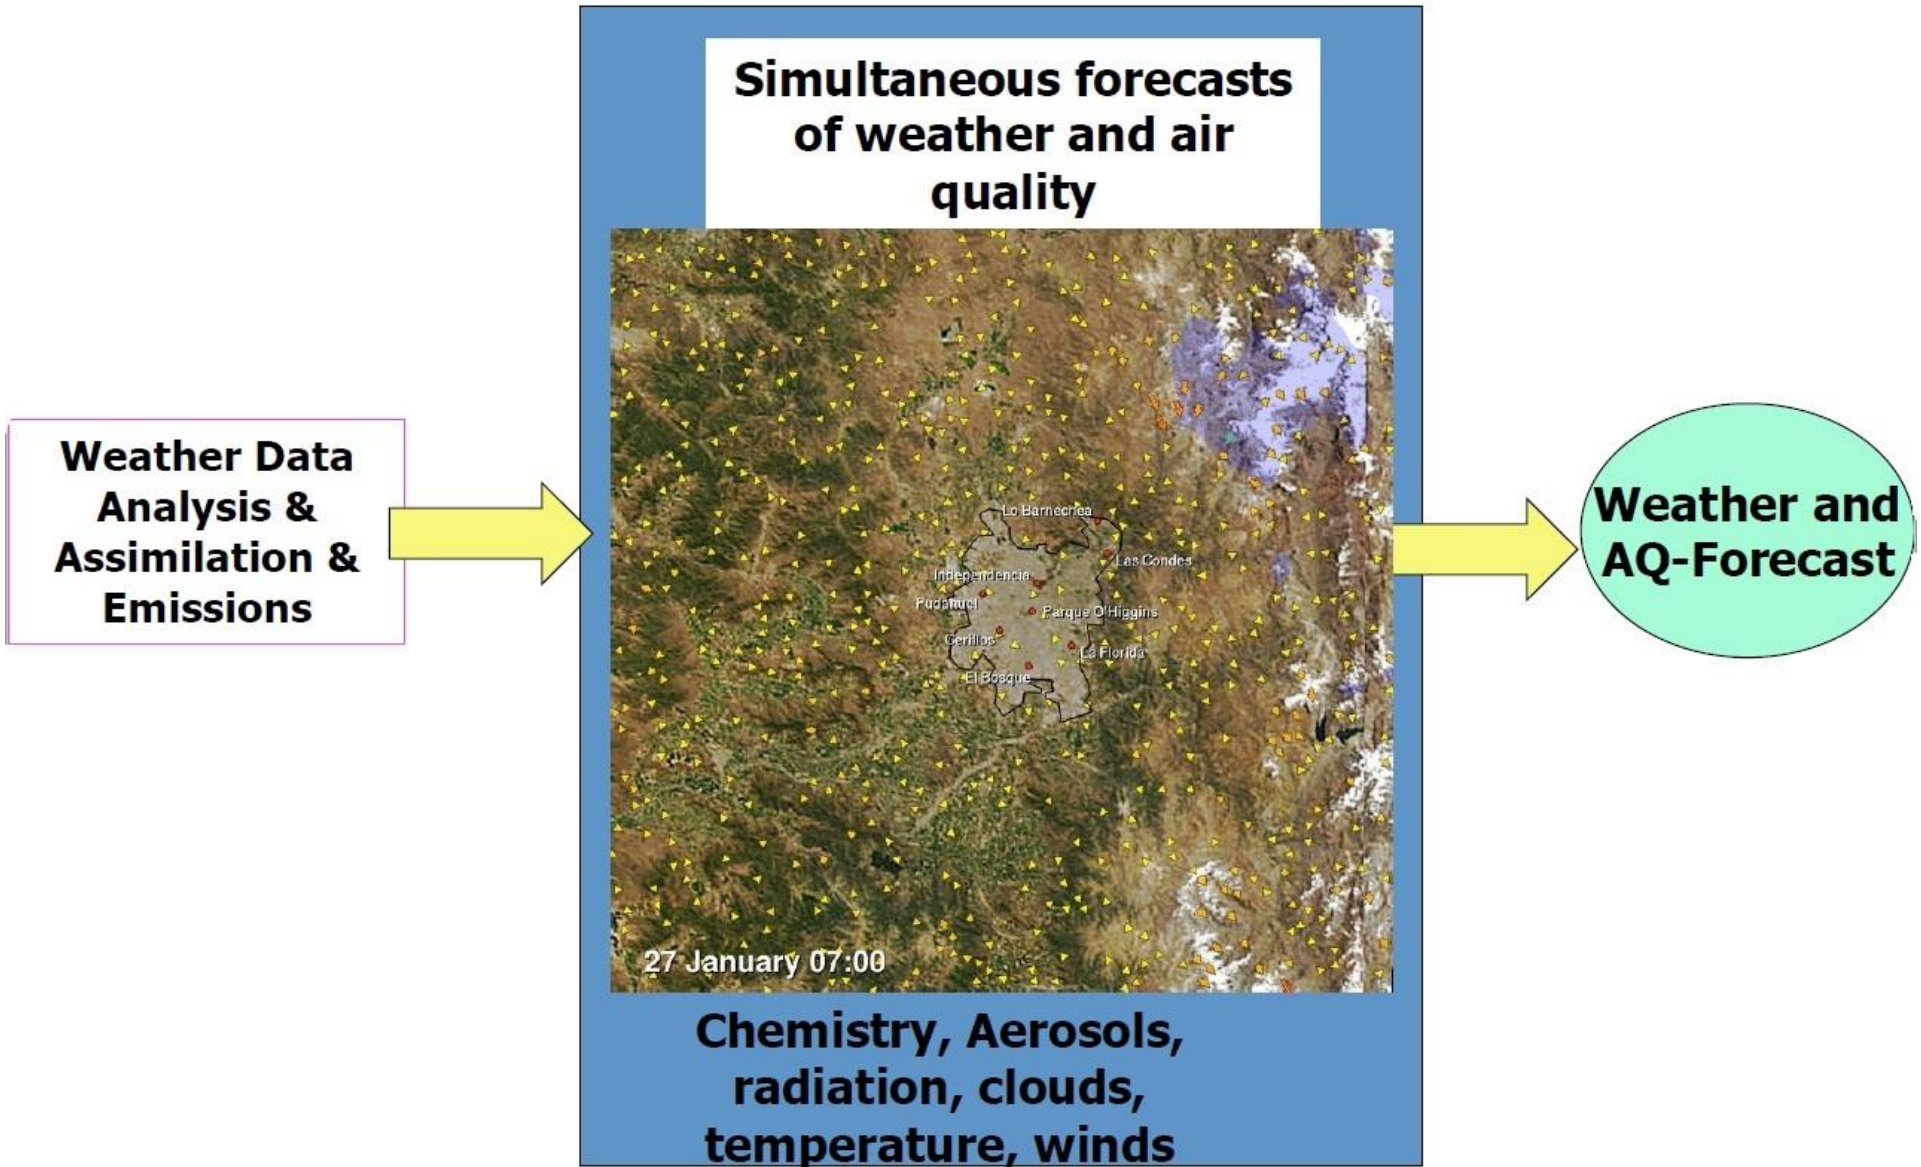 Simultaneous forecasts
of weather and air
quality
Weather Data
Analysis &
Assimilation &
Emissions
Lo Barnechea
Las Condes
Independencia
Pudahuel
Parque O'Higgins
Cerillos
La Florida
El Bosque
27 January 07:00
Weather and
AQ-Forecast
Chemistry, Aerosols,
radiation, clouds,
temperature, winds